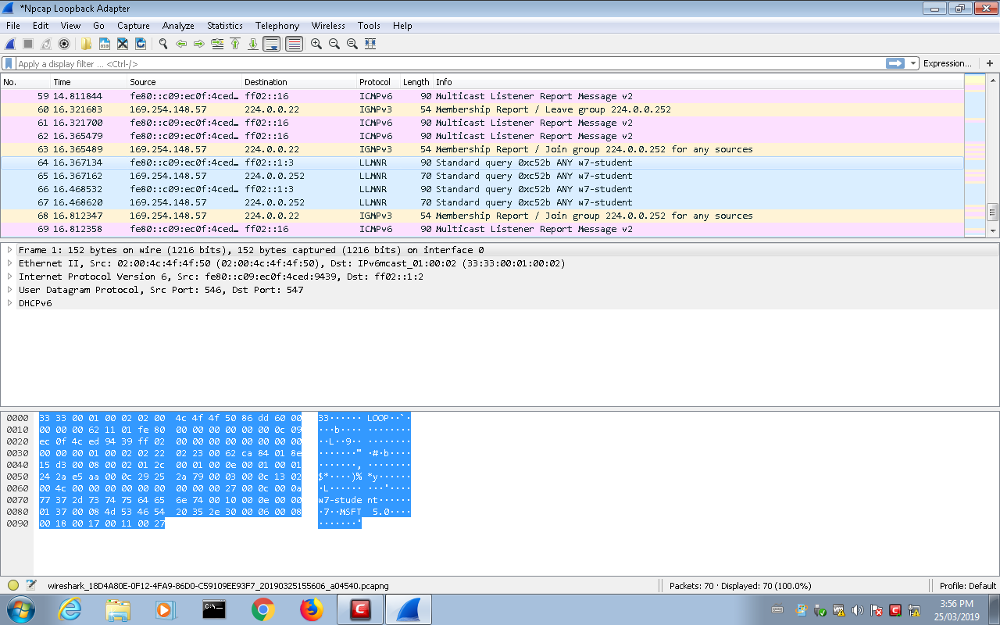 *Npcap Loopback Adapter
File Edit View Go Capture Analyze Statistics Telephony Wireless Tools Help
Apply a display filter ... <Ctrl-/> Expression... +
No. Time Source Destination Protocol Length Info
59 14.811844 fe80::c09:ec0f:4ced… ff02::16 ICMPv6 90 Multicast Listener Report Message v2
60 16.321683 169.254.148.57 224.0.0.22 IGMPv3 54 Membership Report / Leave group 224.0.0.252
61 16.321700 fe80::c09:ec0f:4ced… ff02::16 ICMPv6 90 Multicast Listener Report Message v2
62 16.365479 fe80::c09:ec0f:4ced… ff02::16 ICMPv6 90 Multicast Listener Report Message v2
63 16.365489 169.254.148.57 224.0.0.22 IGMPv3 54 Membership Report / Join group 224.0.0.252 for any sources
64 16.367134 fe80::c09:ec0f:4ced… ff02::1:3 LLMNR 90 Standard query 0xc52b ANY w7-student
65 16.367162 169.254.148.57 224.0.0.252 LLMNR 70 Standard query 0xc52b ANY w7-student
66 16.468532 fe80::c09:ec0f:4ced… ff02::1:3 LLMNR 90 Standard query 0xc52b ANY w7-student
67 16.468620 169.254.148.57 224.0.0.252 LLMNR 70 Standard query 0xc52b ANY w7-student
68 16.812347 169.254.148.57 224.0.0.22 IGMPv3 54 Membership Report / Join group 224.0.0.252 for any sources
69 16.812358 fe80::c09:ec0f:4ced… ff02::16 ICMPv6 90 Multicast Listener Report Message v2
Frame 1: 152 bytes on wire (1216 bits), 152 bytes captured (1216 bits) on interface 0
Ethernet II, Src: 02:00:4c:4f:4f:50 (02:00:4c:4f:4f:50), Dst: IPv6mcast_01:00:02 (33:33:00:01:00:02)
Internet Protocol Version 6, Src: fe80::c09:ec0f:4ced:9439, Dst: ff02::1:2
User Datagram Protocol, Src Port: 546, Dst Port: 547
DHCPv6
0000 33 33 00 01 00 02 02 00 4c 4f 4f 50 86 dd 60 00 33······ LOOP··`·
0010 00 00 00 62 11 01 fe 80 00 00 00 00 00 00 0c 09 ···b···· ········
0020 ec 0f 4c ed 94 39 ff 02 00 00 00 00 00 00 00 00 ··L··9·· ········
0030 00 00 00 01 00 02 02 22 02 23 00 62 ca 84 01 8e ·······" ·#·b····
0040 15 d3 00 08 00 02 01 2c 00 01 00 0e 00 01 00 01 ·······, ········
0050 24 2a e5 aa 00 0c 29 25 2a 79 00 03 00 0c 13 02 $*····)% *y······
0060 00 4c 00 00 00 00 00 00 00 00 00 27 00 0c 00 0a ·L······ ···'····
0070 77 37 2d 73 74 75 64 65 6e 74 00 10 00 0e 00 00 w7-stude nt······
0080 01 37 00 08 4d 53 46 54 20 35 2e 30 00 06 00 08 ·7··MSFT 5.0····
0090 00 18 00 17 00 11 00 27 ·······'
wireshark_18D4A80E-0F12-4FA9-86D0-C59109EE93F7_20190325155606_a04540.pcapng Packets: 70 · Displayed: 70 (100.0%) Profile: Default
3:56 PM
25/03/2019